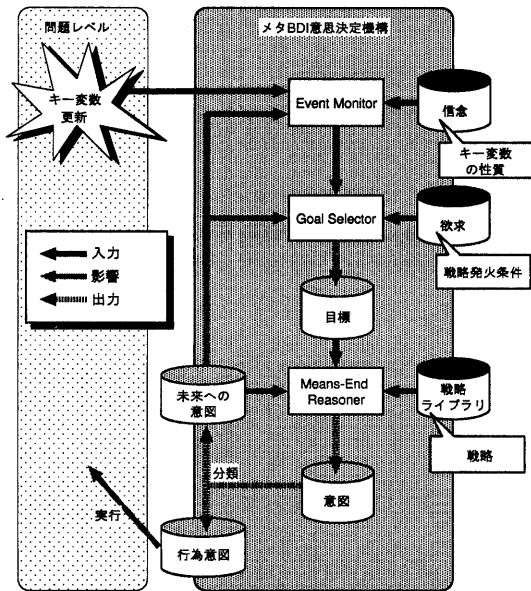 問題レベル
メタBDI意思決定機構
キー変数
更新
Event Monitor
信念
キー変数
の性質
Goal Selector
欲求
戦略発火条件
入力
影響
出力
目標
未来への
意図
Means-End
Reasoner
戦略
ライブラリ
戦略
分類
意図
実行
行為意図